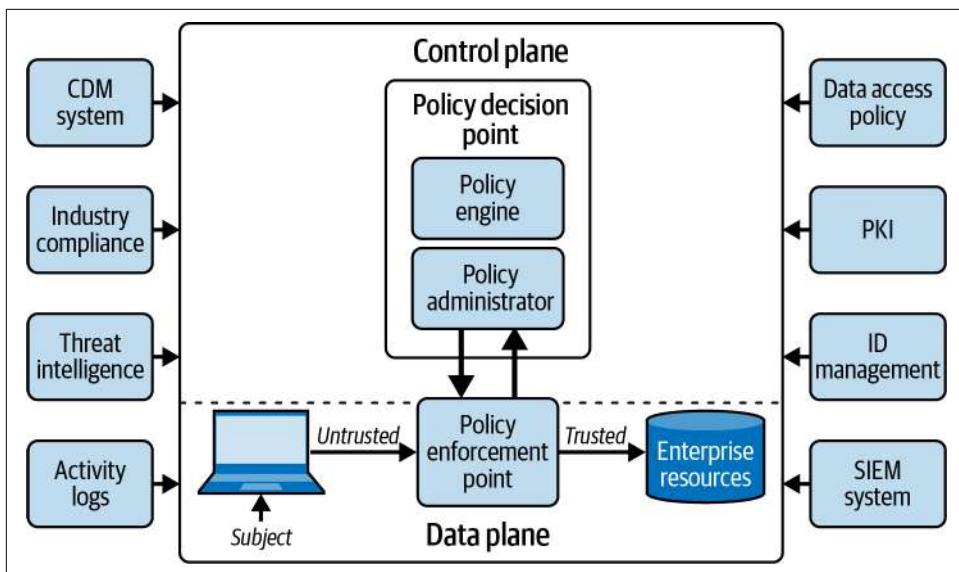 Control plane
CDM
system
Industry
compliance
Threat
intelligence
Activity
logs
Policy decision
point
Policy
engine
Policy
administrator
Policy
enforcement
point
Untrusted
Trusted
Subject
Enterprise
resources
Data plane
Data access
policy
PKI
ID
management
SIEM
system